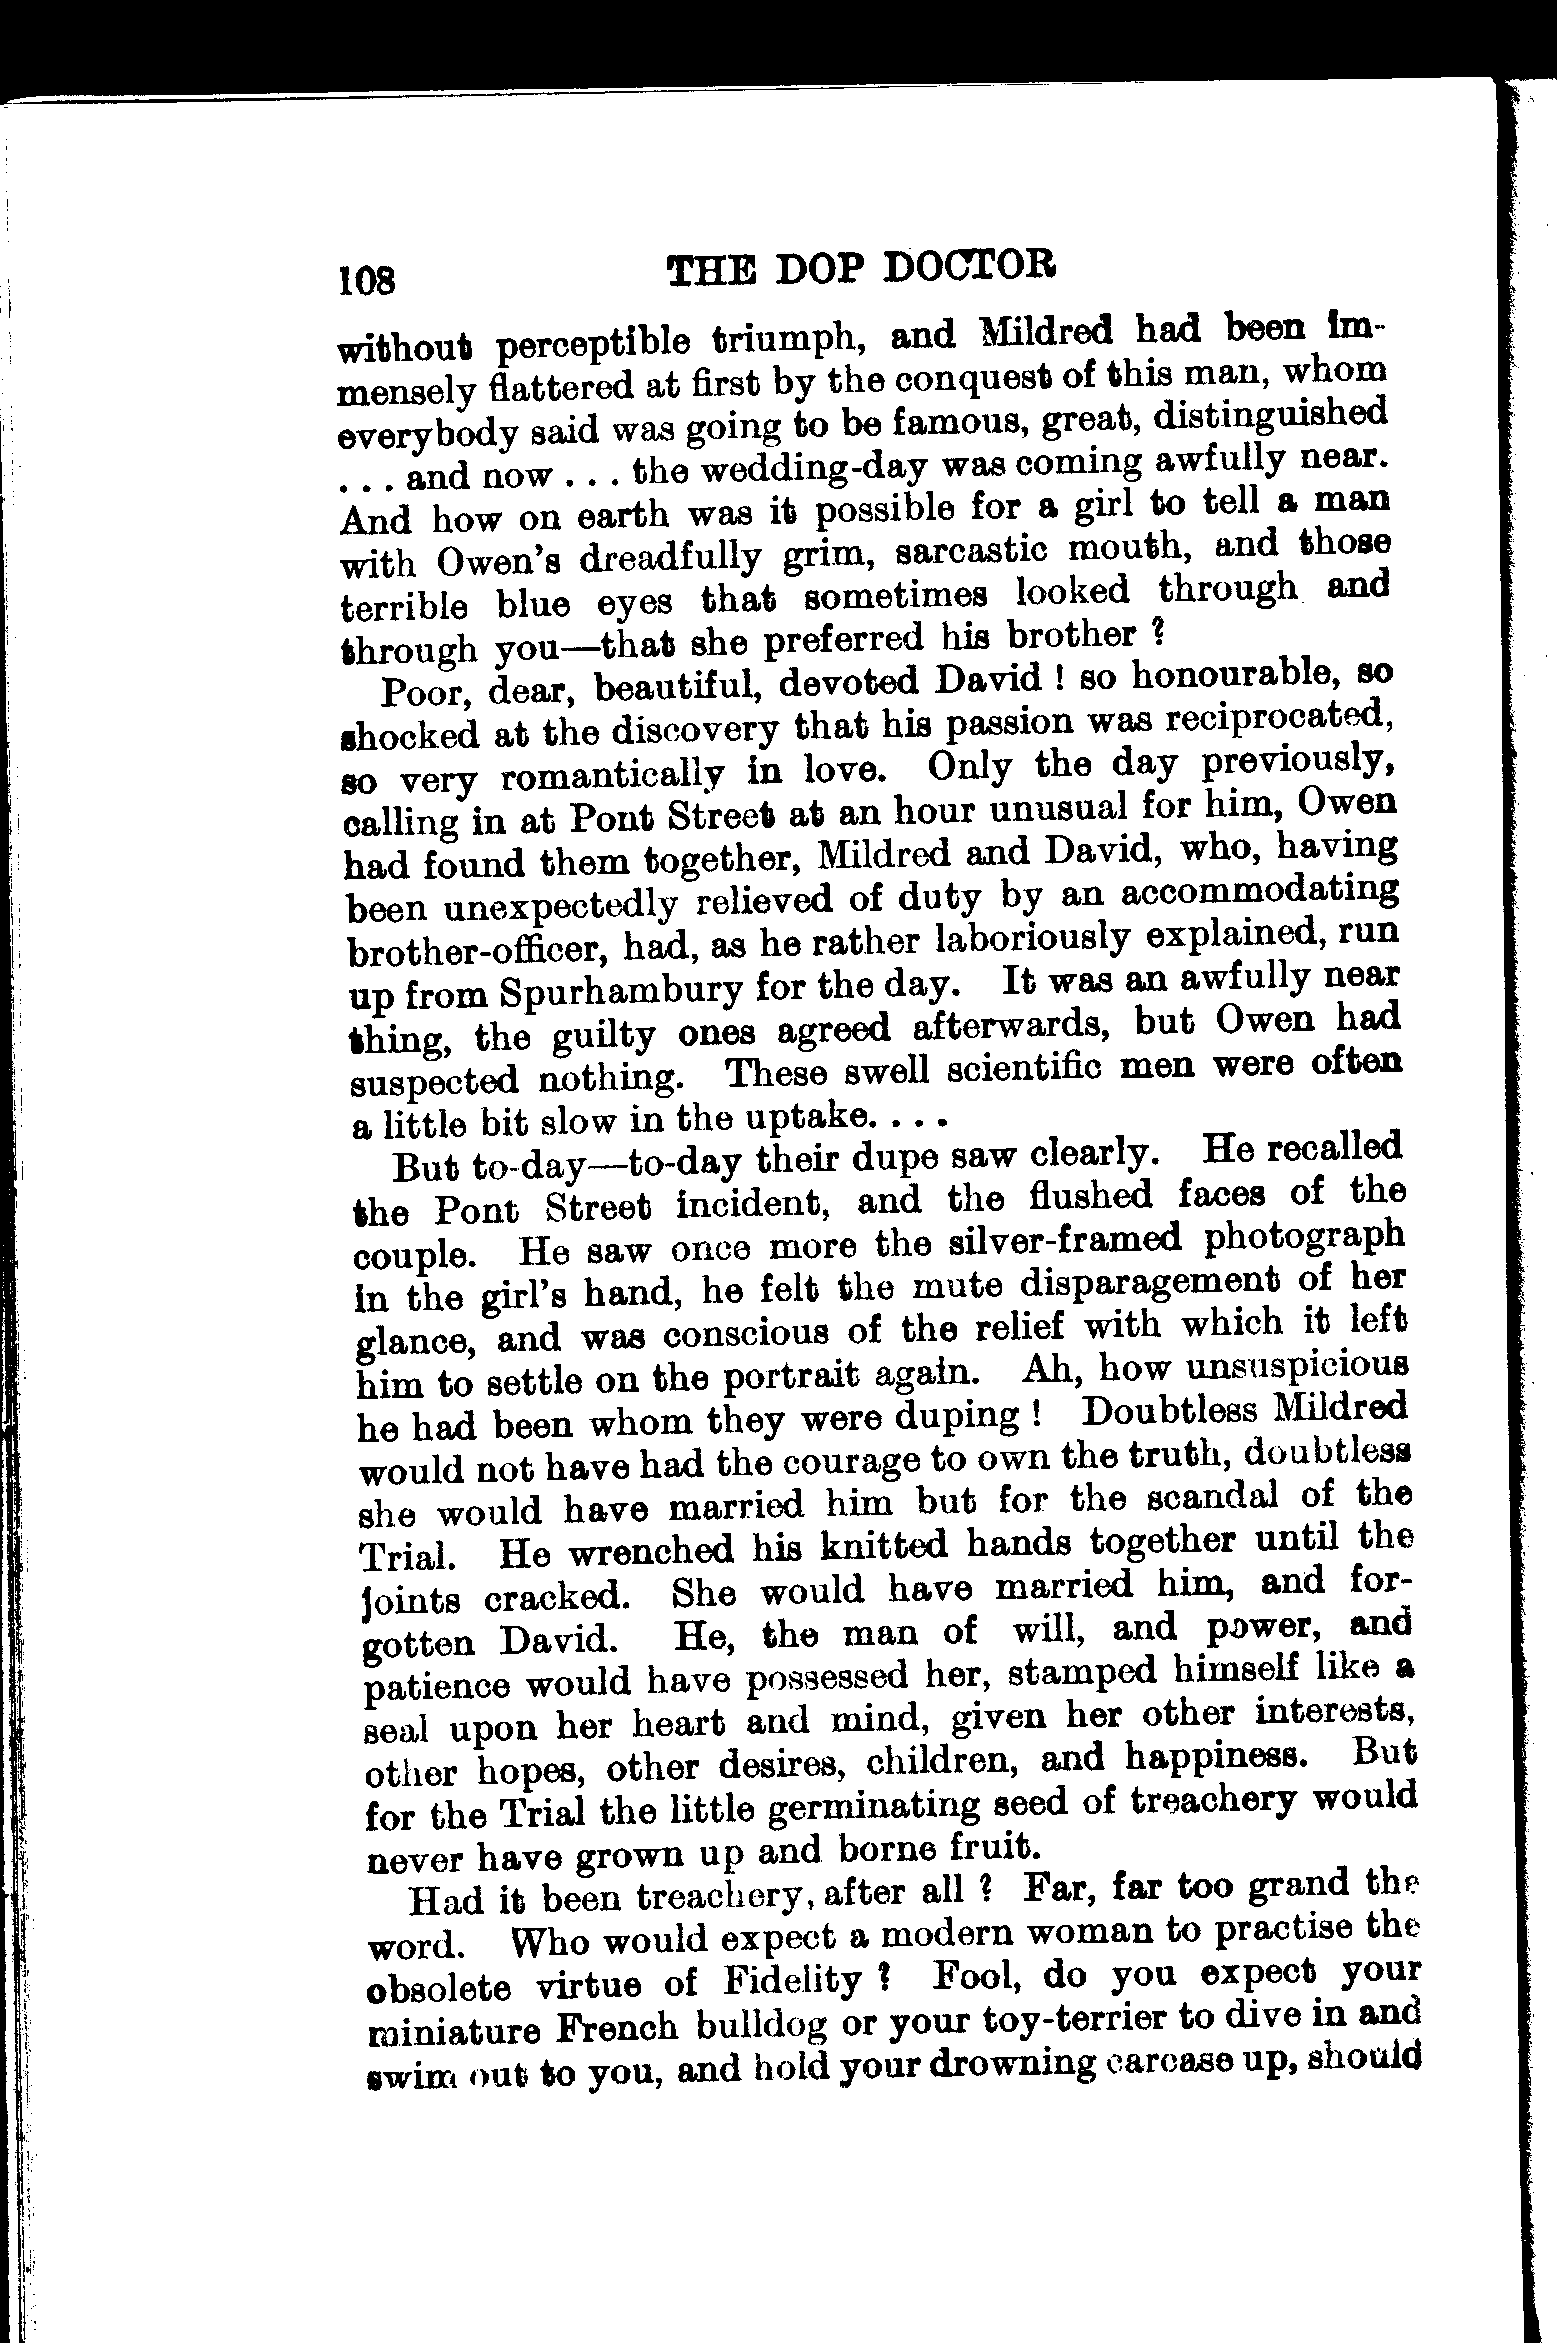 108 THE DOP DOCTOR
without perceptible triumph, and Mildred had been im-
mensely flattered at first by the conquest of this man, whom
everybody said was going to be famous, great, distinguished
. . . and now . . . the wedding-day was coming awfully near.
And how on earth was it possible for a girl to tell a man
with Owen's dreadfully grim, sarcastic mouth, and those
terrible blue eyes that sometimes looked through and
through you—that she preferred his brother ?
Poor, dear, beautiful, devoted David ! so honourable, so
shocked at the discovery that his passion was reciprocated,
so very romantically in love. Only the day previously,
calling in at Pont Street at an hour unusual for him, Owen
had found them together, Mildred and David, who, having
been unexpectedly relieved of duty by an accommodating
brother-officer, had, as he rather laboriously explained, run
up from Spurhambury for the day. It was an awfully near
thing, the guilty ones agreed afterwards, but Owen had
suspected nothing. These swell scientific men were often
a little bit slow in the uptake. . . .
But to-day—to-day their dupe saw clearly. He recalled
the Pont Street incident, and the flushed faces of the
couple. He saw once more the silver-framed photograph
in the girl's hand, he felt the mute disparagement of her
glance, and was conscious of the relief with which it left
him to settle on the portrait again. Ah, how unsuspicious
he had been whom they were duping ! Doubtless Mildred
would not have had the courage to own the truth, doubtless
she would have married him but for the scandal of the
Trial. He wrenched his knitted hands together until the
joints cracked. She would have married him, and for-
gotten David. He, the man of will, and power, and
patience would have possessed her, stamped himself like a
seal upon her heart and mind, given her other interests,
other hopes, other desires, children, and happiness. But
for the Trial the little germinating seed of treachery would
never have grown up and borne fruit.
Had it been treachery, after all ? Far, far too grand the
word. Who would expect a modern woman to practise the
obsolete virtue of Fidelity ? Fool, do you expect your
miniature French bulldog or your toy-terrier to dive in and
swim out to you, and hold your drowning carcase up, should